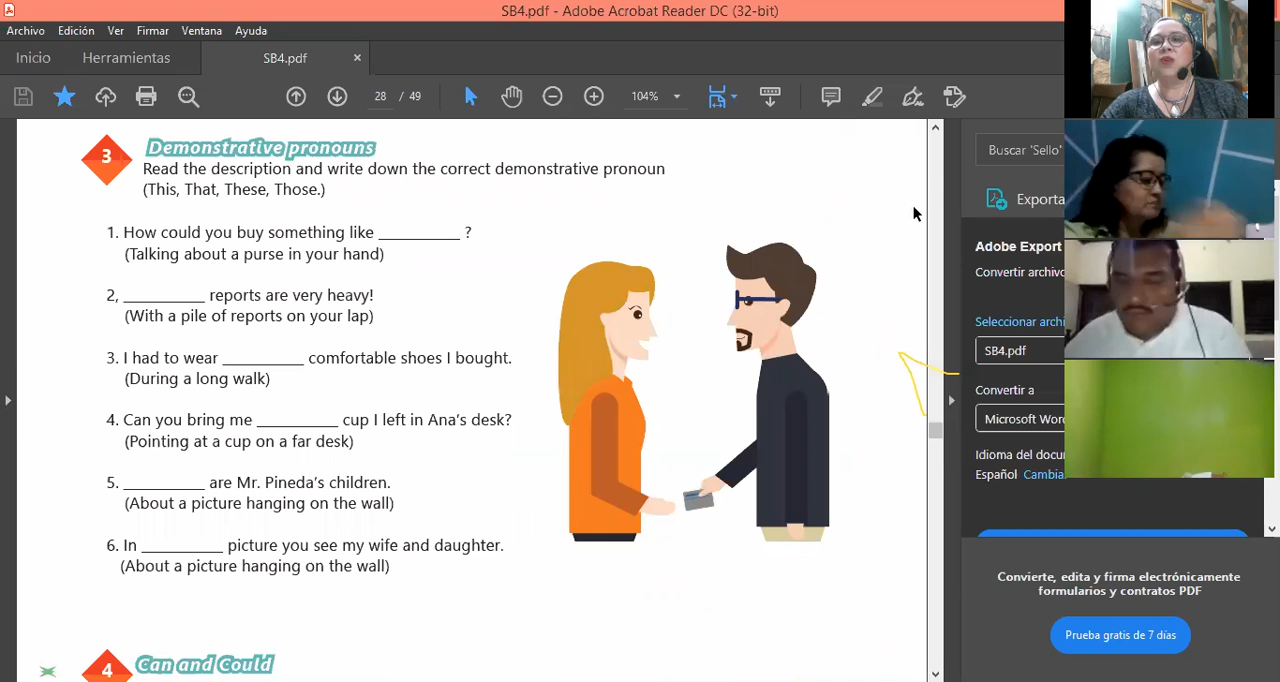 SB4.pdf - Adobe Acrobat Reader DC (32-bit)
Archivo Edición Ver Firmar Ventana Ayuda
Inicio Herramientas SB4.pdf ×
28 / 49 104%
3 Demonstrative pronouns
Read the description and write down the correct demonstrative pronoun
(This, That, These, Those.)
1. How could you buy something like _________ ?
(Talking about a purse in your hand)
2, _________ reports are very heavy!
(With a pile of reports on your lap)
3. I had to wear _________ comfortable shoes I bought.
(During a long walk)
4. Can you bring me _________ cup I left in Ana's desk?
(Pointing at a cup on a far desk)
5. _________ are Mr. Pineda's children.
(About a picture hanging on the wall)
6. In _________ picture you see my wife and daughter.
(About a picture hanging on the wall)
4 Can and Could
Buscar 'Sello'
Exporta
Adobe Export
Convertir archivo
Seleccionar archi
SB4.pdf
Convertir a
Microsoft Word
Idioma del docu
Español Cambia
Convierte, edita y firma electrónicamente
formularios y contratos PDF
Prueba gratis de 7 días